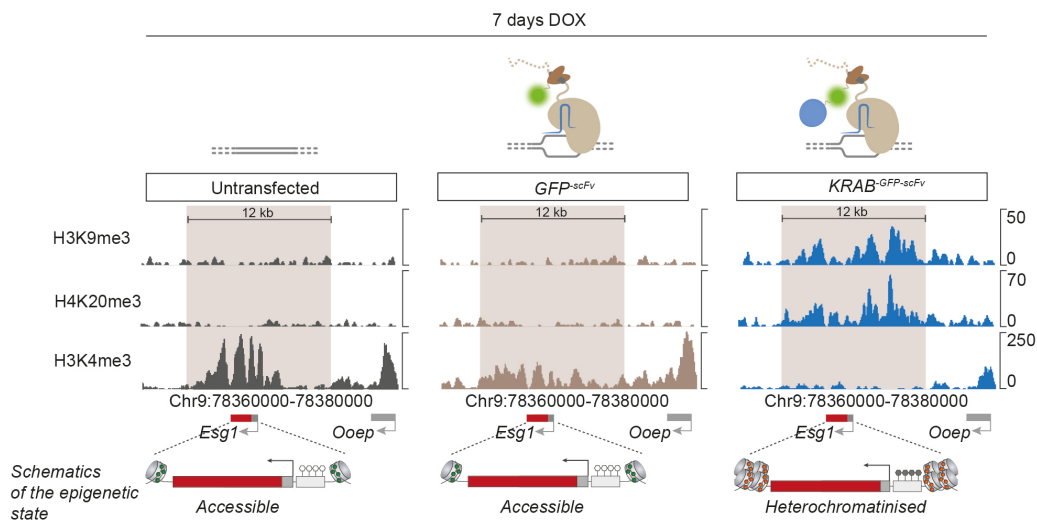 7 days DOX
Untransfected
GFP-scFv
KRAB-GFP-scFv
12 kb
12 kb
12 kb
H3K9me3
50
0
H4K20me3
70
0
H3K4me3
250
0
Chr9:78360000-78380000
Chr9:78360000-78380000
Chr9:78360000-78380000
Esg1
Ooep
Esg1
Ooep
Esg1
Ooep
Schematics
of the epigenetic
state
Accessible
Accessible
Heterochromatinised